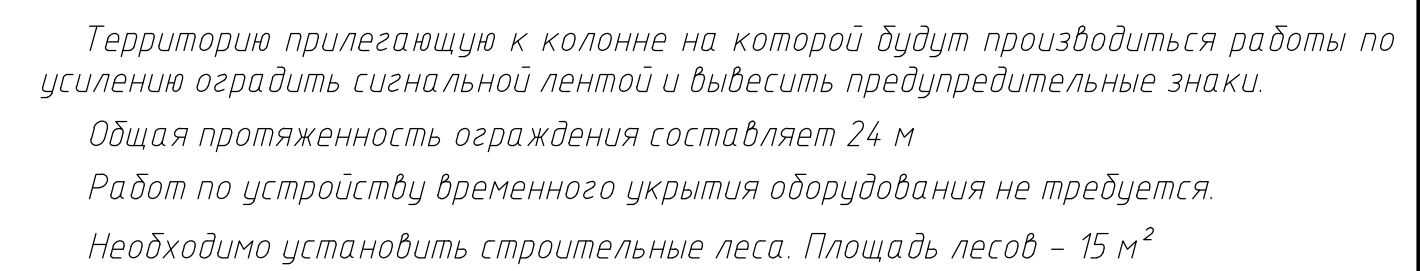 Территорию прилегающую к колонне на которой будут производиться работы по
усилению оградить сигнальной лентой и вывесить предупредительные знаки.
Общая протяженность ограждения составляет 24 м
Работ по устройству временного укрытия оборудования не требуется.
Необходимо установить строительные леса. Площадь лесов – 15 м²